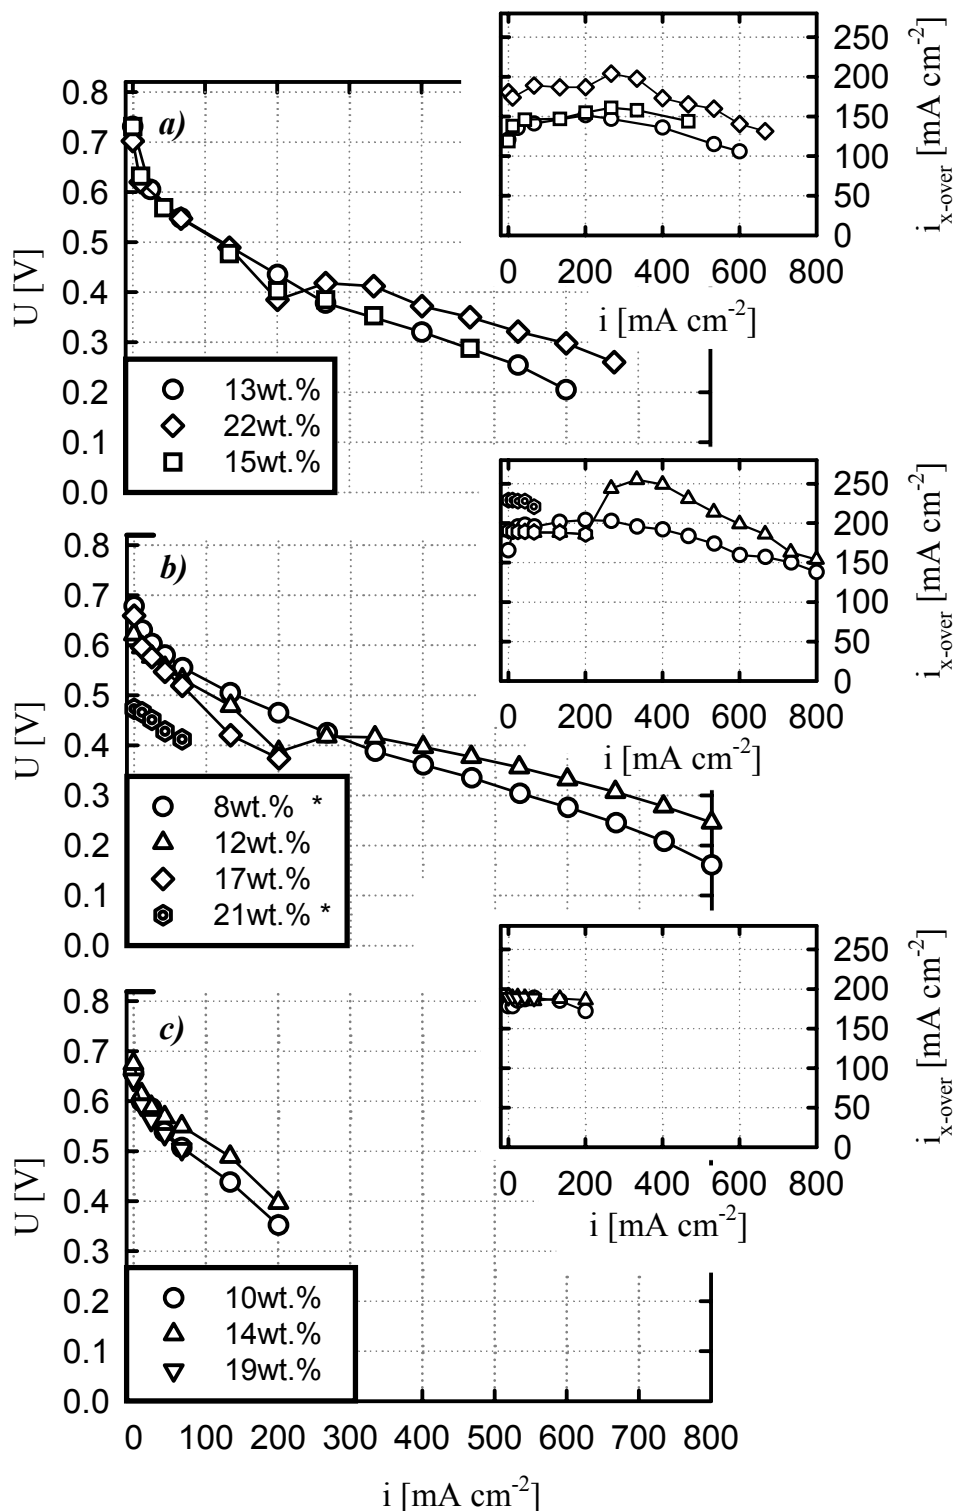 a)
U [V]
0.8
0.7
0.6
0.5
0.4
0.3
0.2
0.1
0.0
13wt.%
22wt.%
15wt.%
250
200
150
100
50
0
i x-over [mA cm-2]
0 200 400 600 800
i [mA cm-2]
b)
U [V]
0.8
0.7
0.6
0.5
0.4
0.3
0.2
0.1
0.0
8wt.% *
12wt.%
17wt.%
21wt.% *
250
200
150
100
50
0
i x-over [mA cm-2]
0 200 400 600 800
i [mA cm-2]
c)
U [V]
0.8
0.7
0.6
0.5
0.4
0.3
0.2
0.1
0.0
10wt.%
14wt.%
19wt.%
250
200
150
100
50
0
i x-over [mA cm-2]
0 200 400 600 800
i [mA cm-2]
0 100 200 300 400 500 600 700 800
i [mA cm-2]